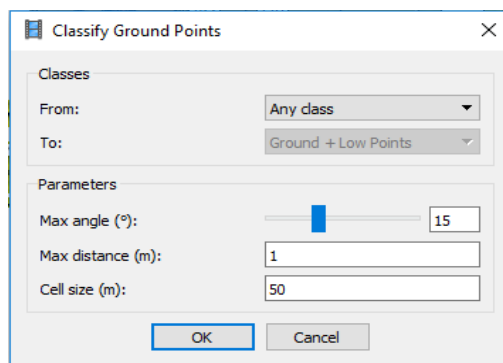 Classify Ground Points
Classes
From: Any class
To: Ground + Low Points
Parameters
Max angle (°): 15
Max distance (m): 1
Cell size (m): 50
OK Cancel